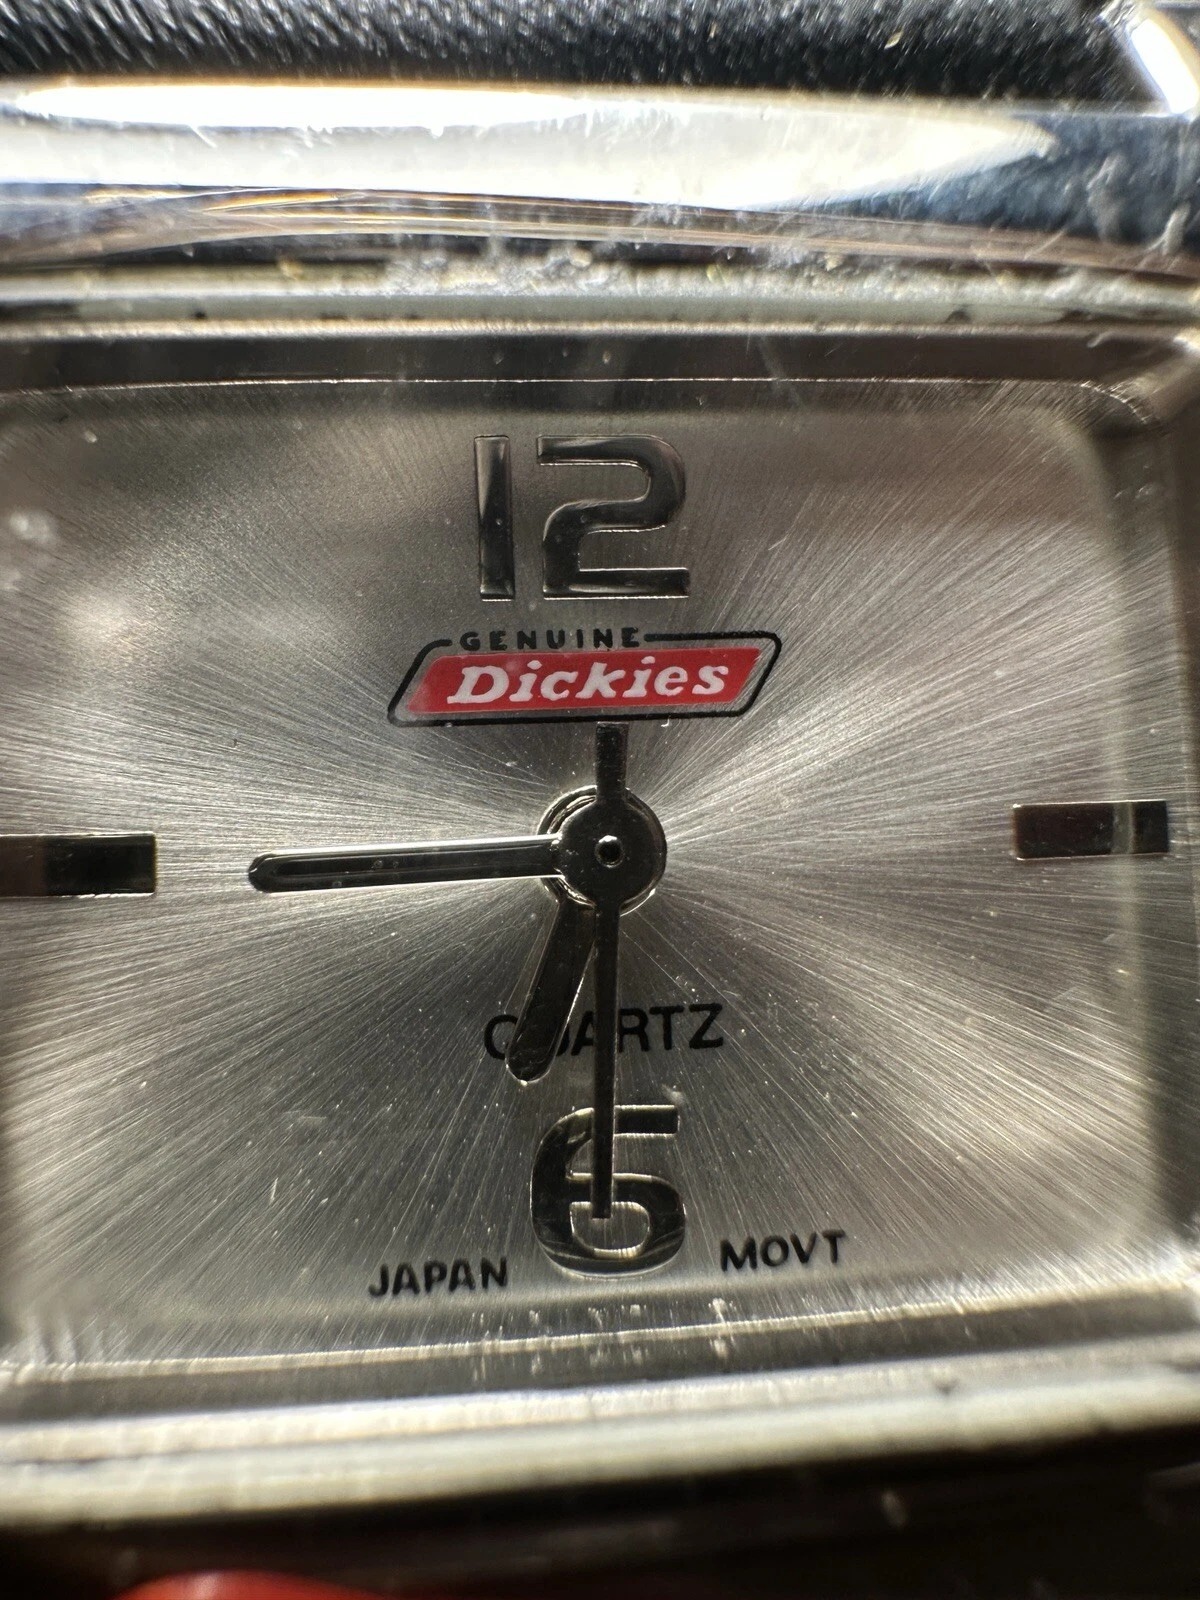 12
GENUINE
Dickies
QUARTZ
6
JAPAN MOVT